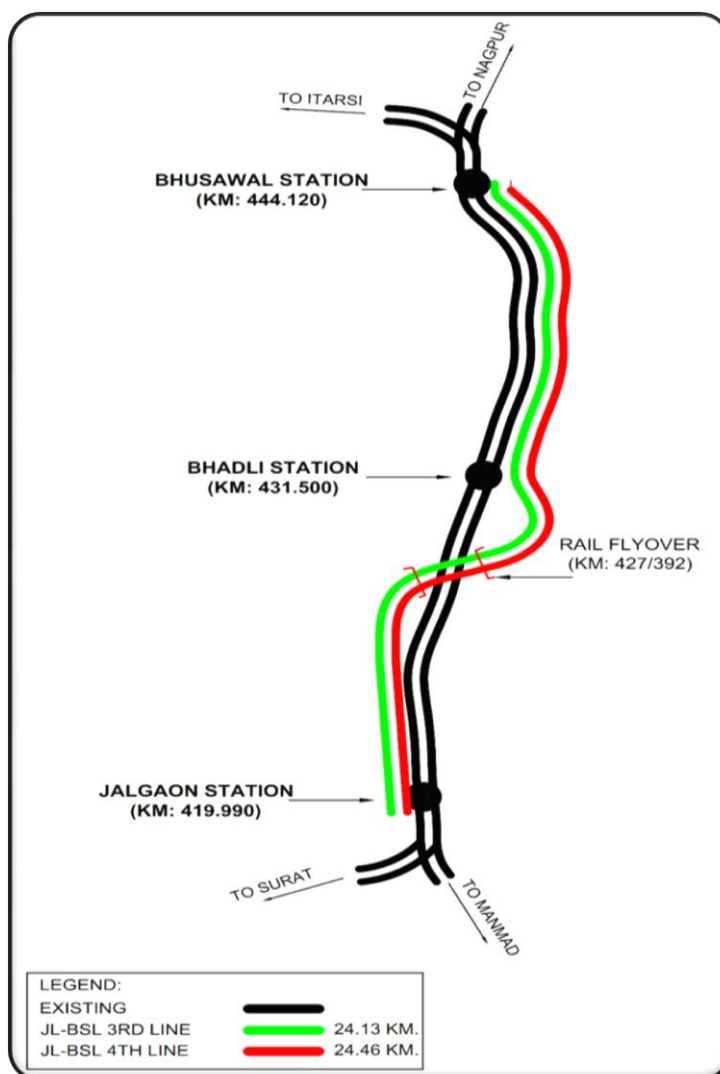 TO NAGPUR
TO ITARSI
BHUSAWAL STATION
(KM: 444.120)
BHADLI STATION
(KM: 431.500)
RAIL FLYOVER
(KM: 427/392)
JALGAON STATION
(KM: 419.990)
TO SURAT
TO MANMAD
LEGEND:
EXISTING
JL-BSL 3RD LINE 24.13 KM.
JL-BSL 4TH LINE 24.46 KM.